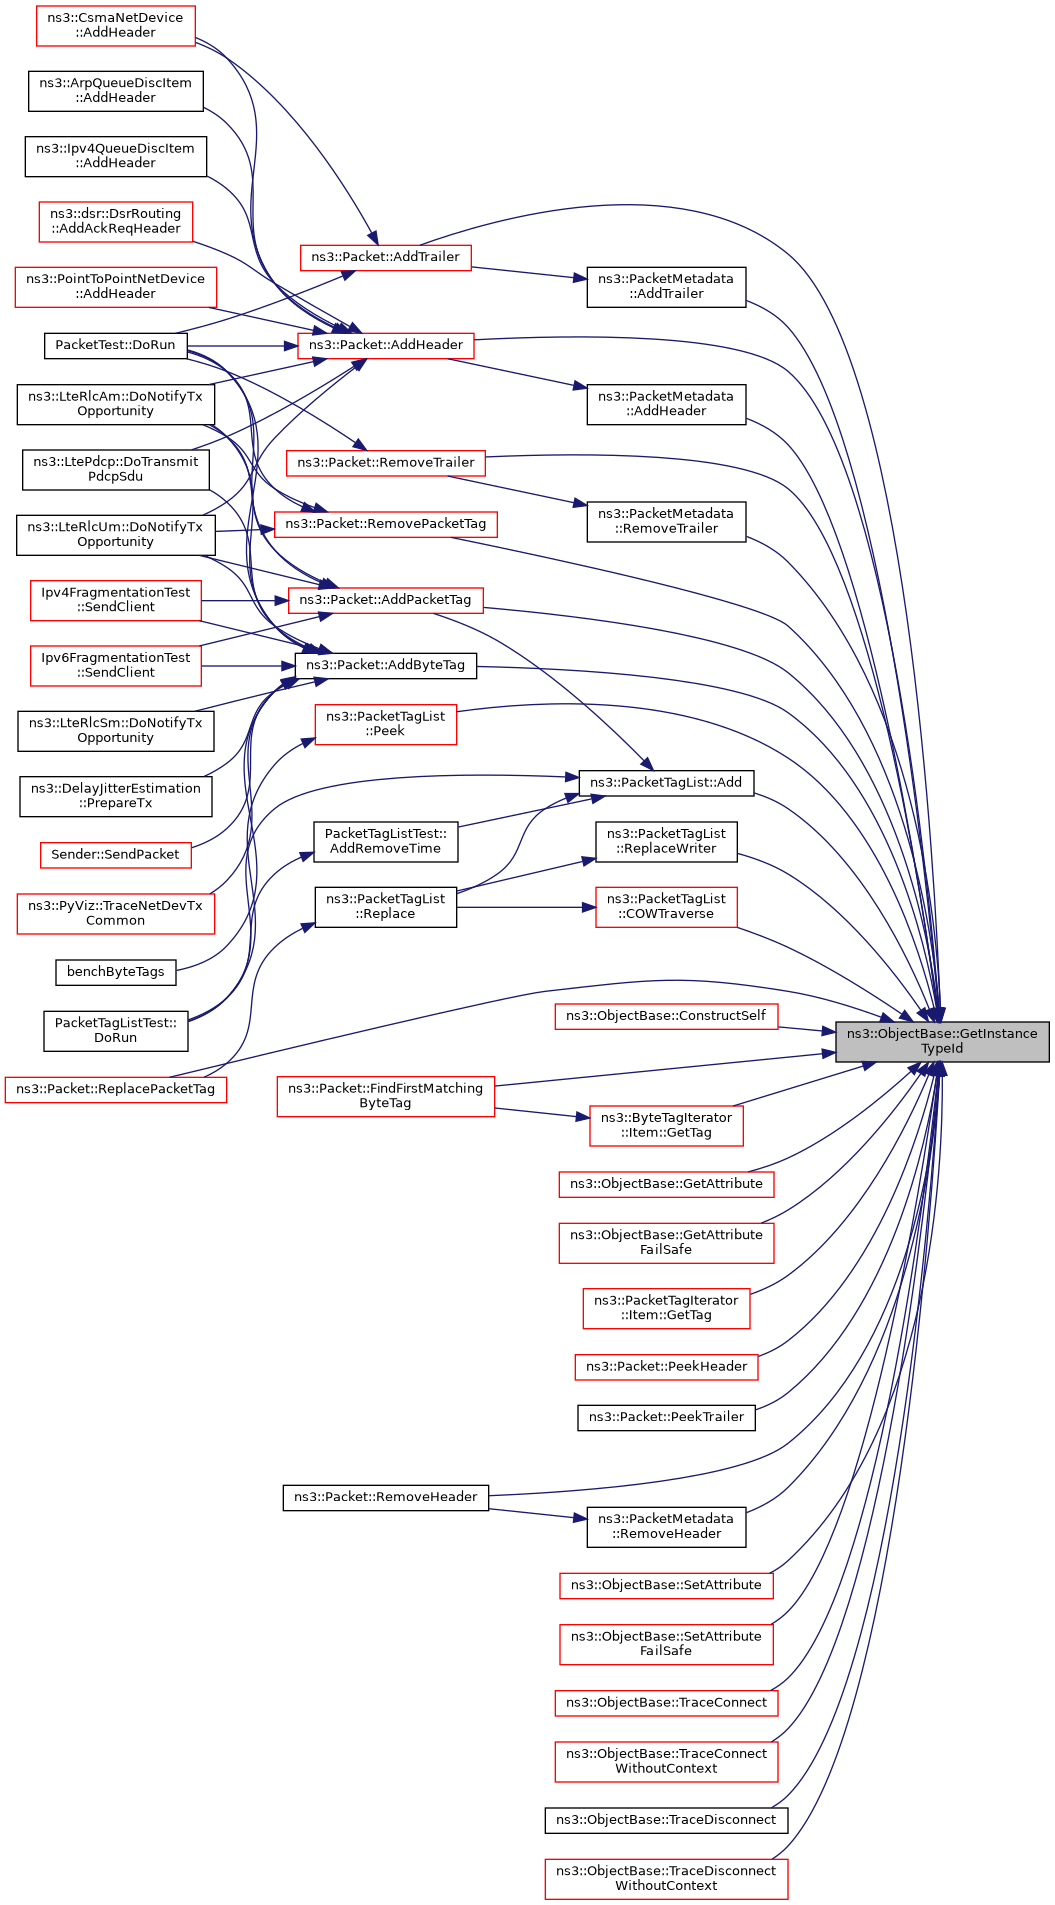 ns3::CsmaNetDevice
::AddHeader
ns3::ArpQueueDiscItem
::AddHeader
ns3::Ipv4QueueDiscItem
::AddHeader
ns3::dsr::DsrRouting
::AddAckReqHeader
ns3::PointToPointNetDevice
::AddHeader
PacketTest::DoRun
ns3::LteRlcAm::DoNotifyTx
Opportunity
ns3::LtePdcp::DoTransmit
PdcpSdu
ns3::LteRlcUm::DoNotifyTx
Opportunity
Ipv4FragmentationTest
::SendClient
Ipv6FragmentationTest
::SendClient
ns3::LteRlcSm::DoNotifyTx
Opportunity
ns3::DelayJitterEstimation
::PrepareTx
Sender::SendPacket
ns3::PyViz::TraceNetDevTx
Common
benchByteTags
PacketTagListTest::
DoRun
ns3::Packet::ReplacePacketTag
ns3::Packet::AddTrailer
ns3::Packet::AddHeader
ns3::Packet::RemoveTrailer
ns3::Packet::RemovePacketTag
ns3::Packet::AddPacketTag
ns3::Packet::AddByteTag
ns3::PacketTagList
::Peek
PacketTagListTest::
AddRemoveTime
ns3::PacketTagList
::Replace
ns3::Packet::FindFirstMatching
ByteTag
ns3::Packet::RemoveHeader
ns3::PacketMetadata
::AddTrailer
ns3::PacketMetadata
::AddHeader
ns3::PacketMetadata
::RemoveTrailer
ns3::PacketTagList::Add
ns3::PacketTagList
::ReplaceWriter
ns3::PacketTagList
::COWTraverse
ns3::ObjectBase::ConstructSelf
ns3::ByteTagIterator
::Item::GetTag
ns3::ObjectBase::GetAttribute
ns3::ObjectBase::GetAttribute
FailSafe
ns3::PacketTagIterator
::Item::GetTag
ns3::Packet::PeekHeader
ns3::Packet::PeekTrailer
ns3::PacketMetadata
::RemoveHeader
ns3::ObjectBase::SetAttribute
ns3::ObjectBase::SetAttribute
FailSafe
ns3::ObjectBase::TraceConnect
ns3::ObjectBase::TraceConnect
WithoutContext
ns3::ObjectBase::TraceDisconnect
ns3::ObjectBase::TraceDisconnect
WithoutContext
ns3::ObjectBase::GetInstance
TypeId